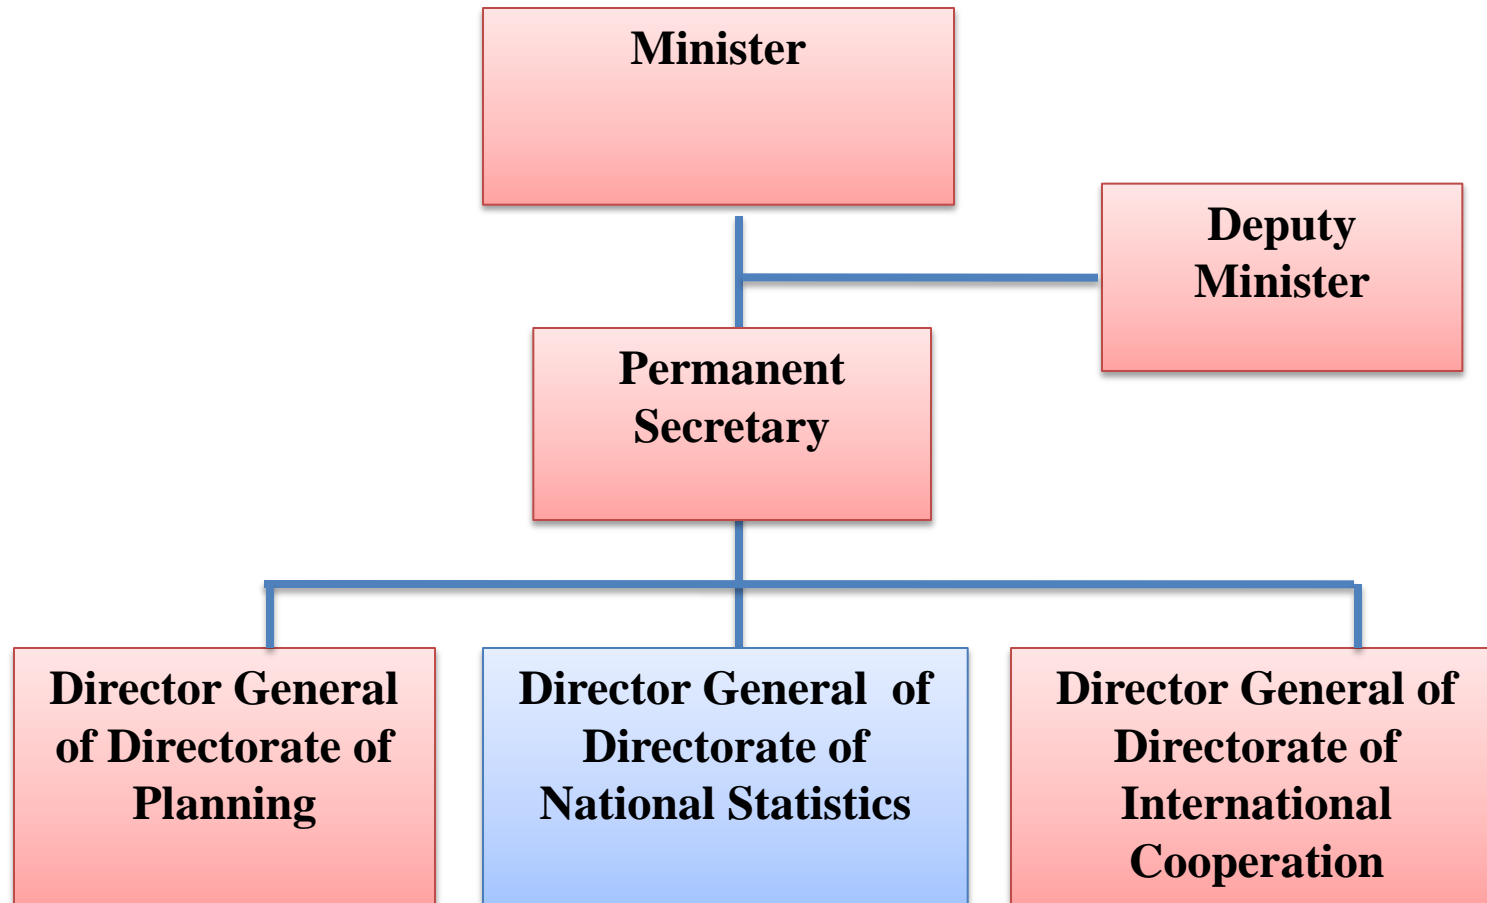 Minister
Deputy
Minister
Permanent
Secretary
Director General
of Directorate of
Planning
Director General  of
Directorate of
National Statistics
Director General of
Directorate of
International
Cooperation